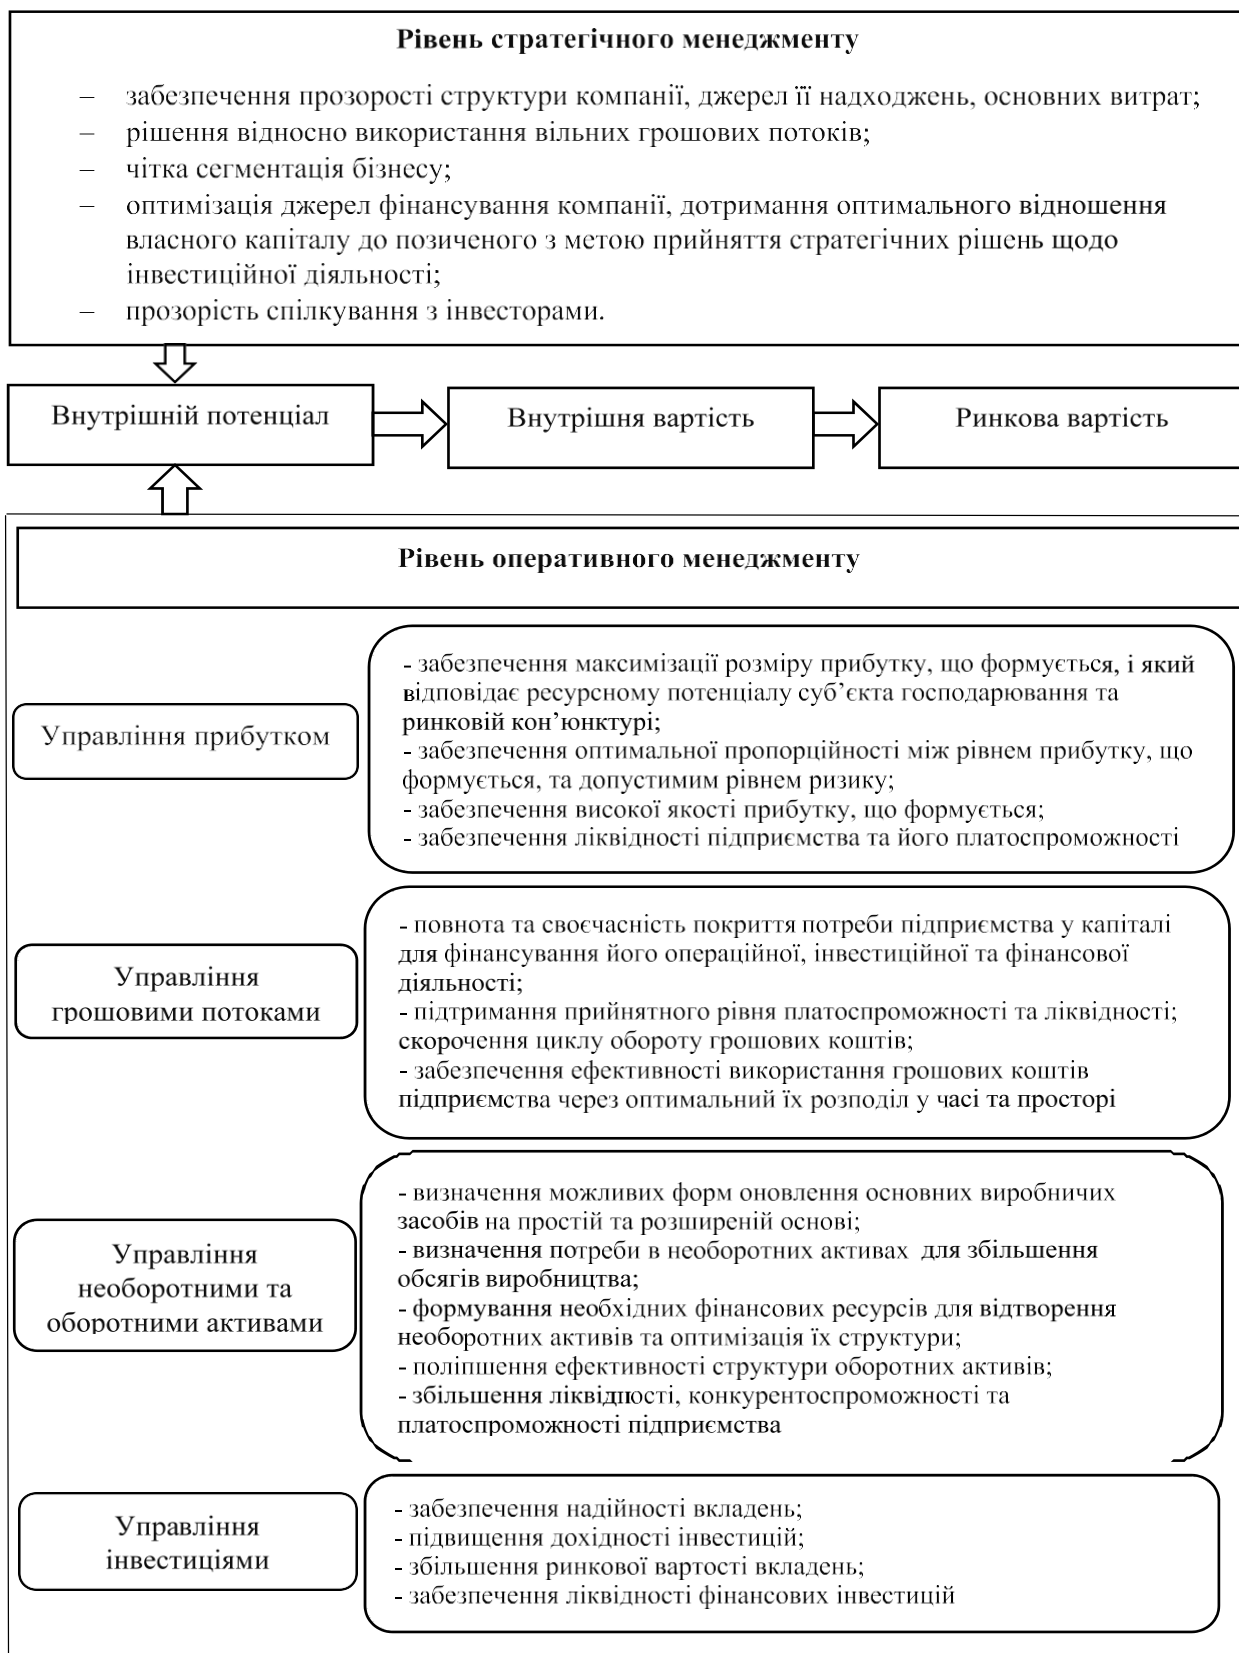 Рівень стратегічного менеджменту
– забезпечення прозорості структури компанії, джерел її надходжень, основних витрат;
– рішення відносно використання вільних грошових потоків;
– чітка сегментація бізнесу;
– оптимізація джерел фінансування компанії, дотримання оптимального відношення
власного капіталу до позиченого з метою прийняття стратегічних рішень щодо
інвестиційної діяльності;
– прозорість спілкування з інвесторами.
Внутрішній потенціал
Внутрішня вартість
Ринкова вартість
Рівень оперативного менеджменту
Управління прибутком
- забезпечення максимізації розміру прибутку, що формується, і який
відповідає ресурсному потенціалу суб’єкта господарювання та
ринковій кон’юнктурі;
- забезпечення оптимальної пропорційності між рівнем прибутку, що
формується, та допустимим рівнем ризику;
- забезпечення високої якості прибутку, що формується;
- забезпечення ліквідності підприємства та його платоспроможності
Управління
грошовими потоками
- повнота та своєчасність покриття потреби підприємства у капіталі
для фінансування його операційної, інвестиційної та фінансової
діяльності;
- підтримання прийнятного рівня платоспроможності та ліквідності;
скорочення циклу обороту грошових коштів;
- забезпечення ефективності використання грошових коштів
підприємства через оптимальний їх розподіл у часі та просторі
Управління
необоротними та
оборотними активами
- визначення можливих форм оновлення основних виробничих
засобів на простій та розширеній основі;
- визначення потреби в необоротних активах для збільшення
обсягів виробництва;
- формування необхідних фінансових ресурсів для відтворення
необоротних активів та оптимізація їх структури;
- поліпшення ефективності структури оборотних активів;
- збільшення ліквідності, конкурентоспроможності та
платоспроможності підприємства
Управління
інвестиціями
- забезпечення надійності вкладень;
- підвищення дохідності інвестицій;
- збільшення ринкової вартості вкладень;
- забезпечення ліквідності фінансових інвестицій